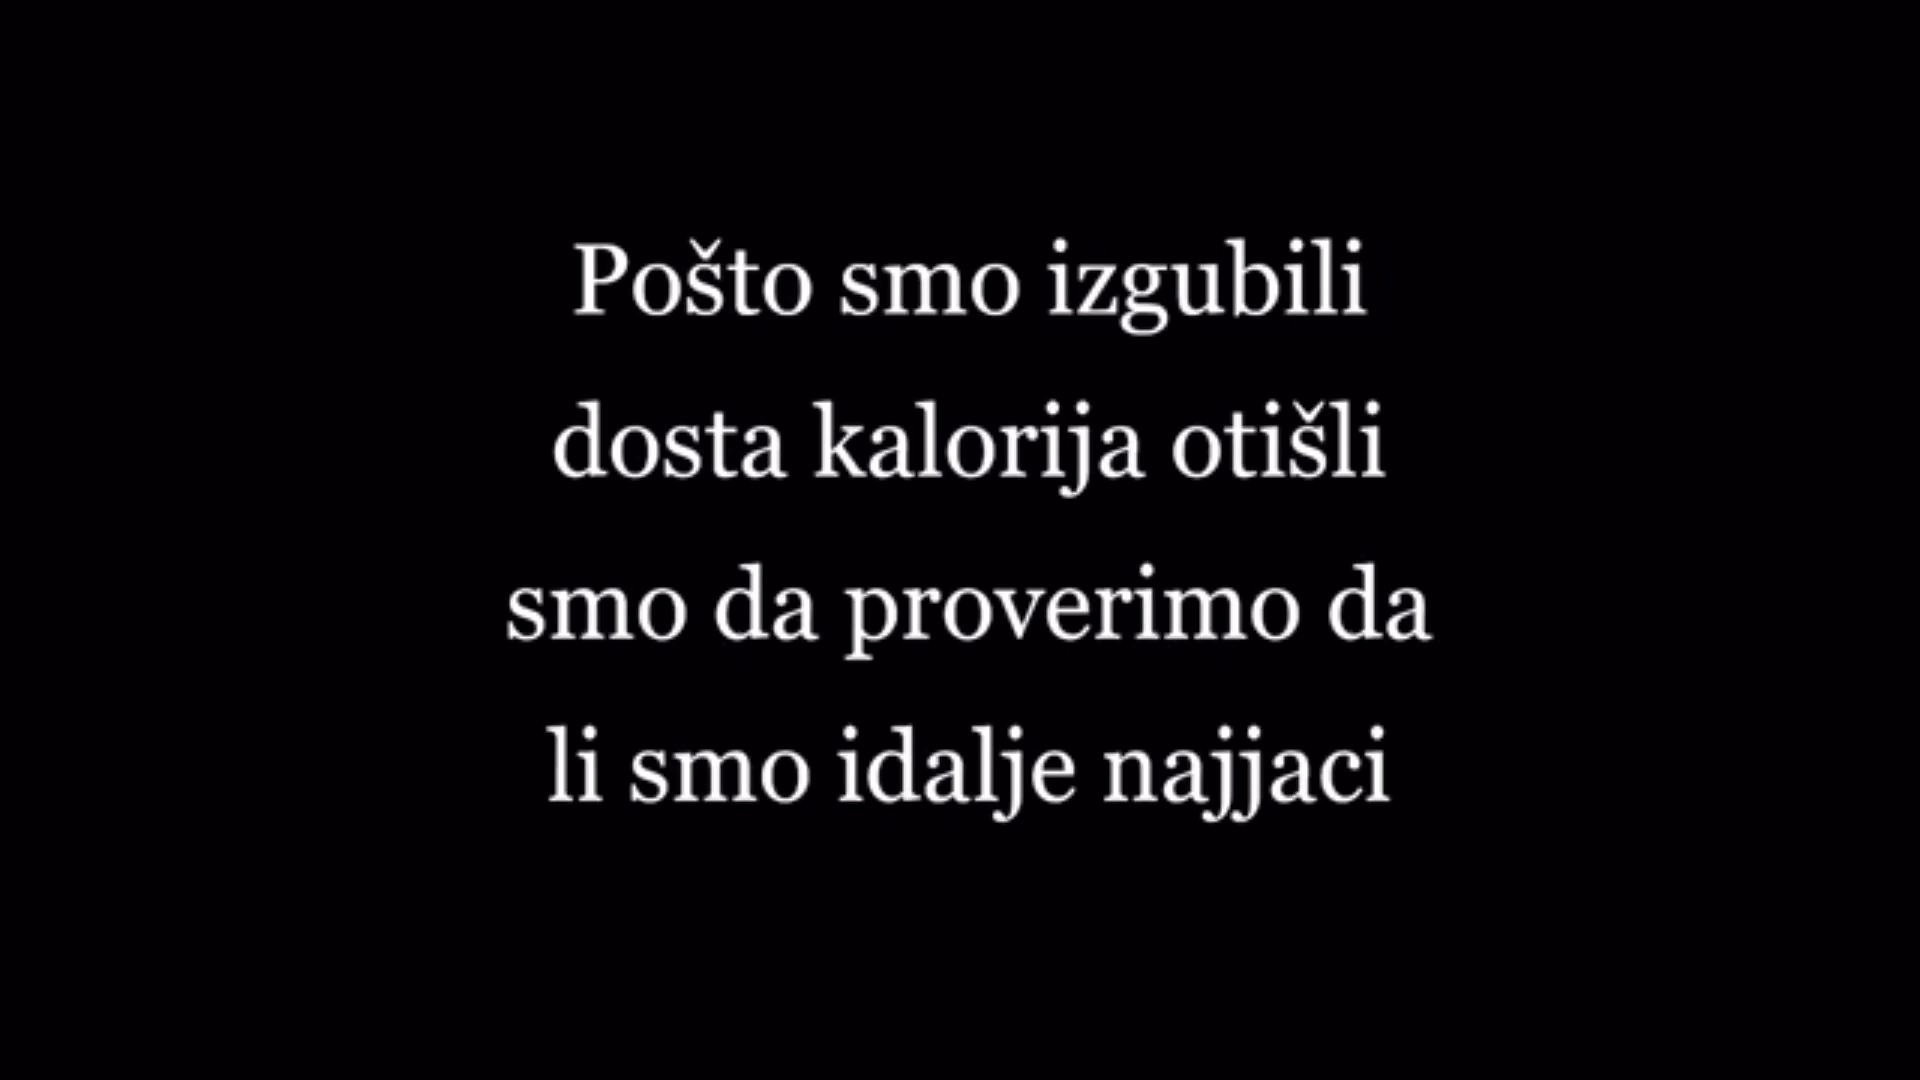 Pošto smo izgubili
dosta kalorija otišli
smo da proverimo da
li smo idalje najjaci